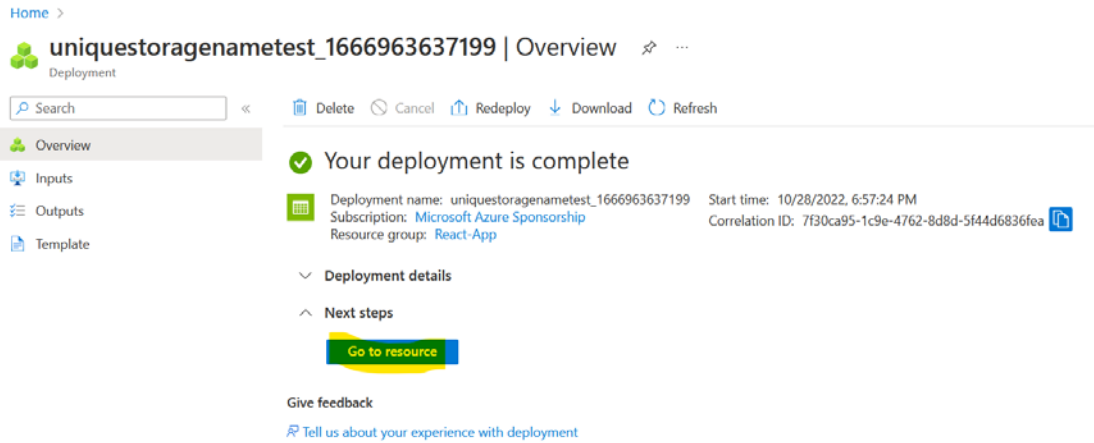 Home >
uniquestoragenametest_1666963637199 | Overview ...
Deployment
Search «
Delete Cancel Redeploy Download Refresh
Overview
Inputs
Outputs
Template
Your deployment is complete
Deployment name: uniquestoragenametest_1666963637199 Start time: 10/28/2022, 6:57:24 PM
Subscription: Microsoft Azure Sponsorship Correlation ID: 7f30ca95-1c9e-4762-8d8d-5f44d6836fea
Resource group: React-App
Deployment details
Next steps
Go to resource
Give feedback
Tell us about your experience with deployment